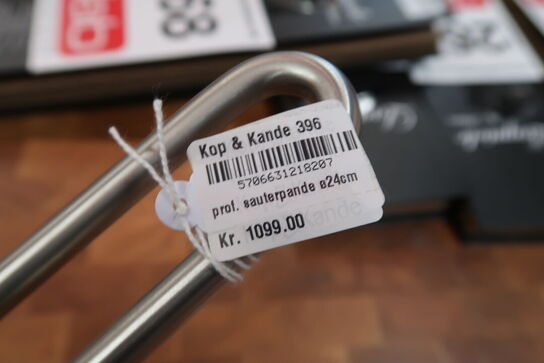 Kop & Kande 396
5706631218207
prof. sauterpande ø24cm
Kr. 1099.00